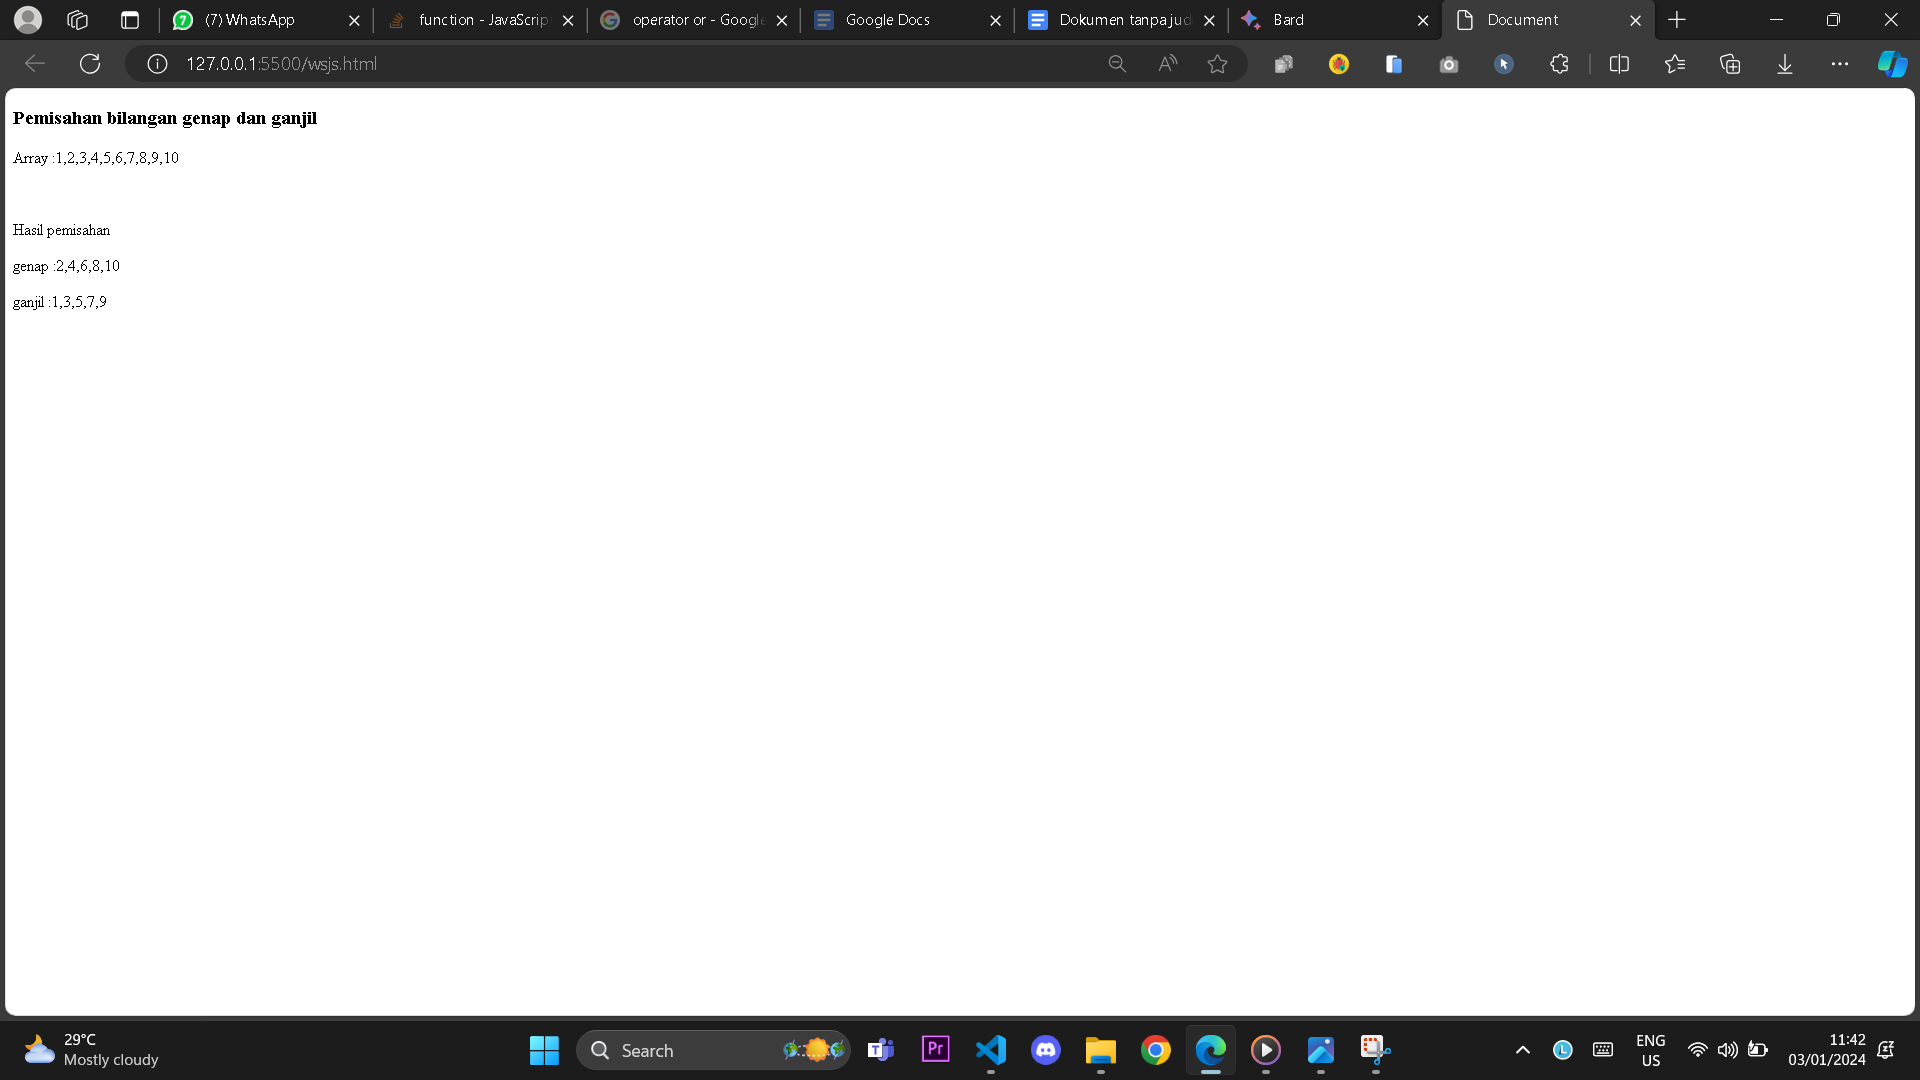 (7) WhatsApp
function - JavaScript
operator or - Google
Google Docs
Dokumen tanpa jud
Bard
Document
127.0.0.1:5500/wsjs.html
Pemisahan bilangan genap dan ganjil
Array :1,2,3,4,5,6,7,8,9,10
Hasil pemisahan
genap :2,4,6,8,10
ganjil :1,3,5,7,9
29°C
Mostly cloudy
Search
ENG
US
11:42
03/01/2024